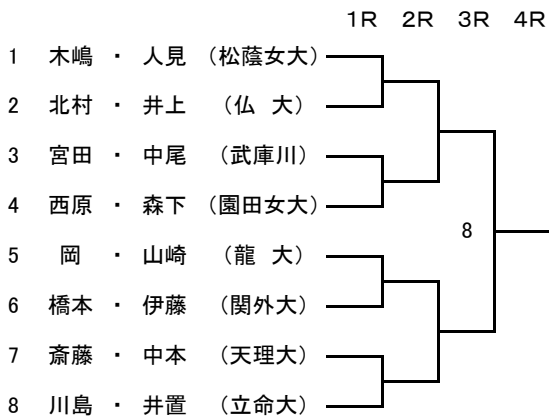 1R 2R 3R 4R
1 木嶋 ・ 人見 (松蔭女大)
2 北村 ・ 井上 (仏 大)
3 宮田 ・ 中尾 (武庫川)
4 西原 ・ 森下 (園田女大)
8
5 岡 ・ 山崎 (龍 大)
6 橋本 ・ 伊藤 (関外大)
7 斎藤 ・ 中本 (天理大)
8 川島 ・ 井置 (立命大)